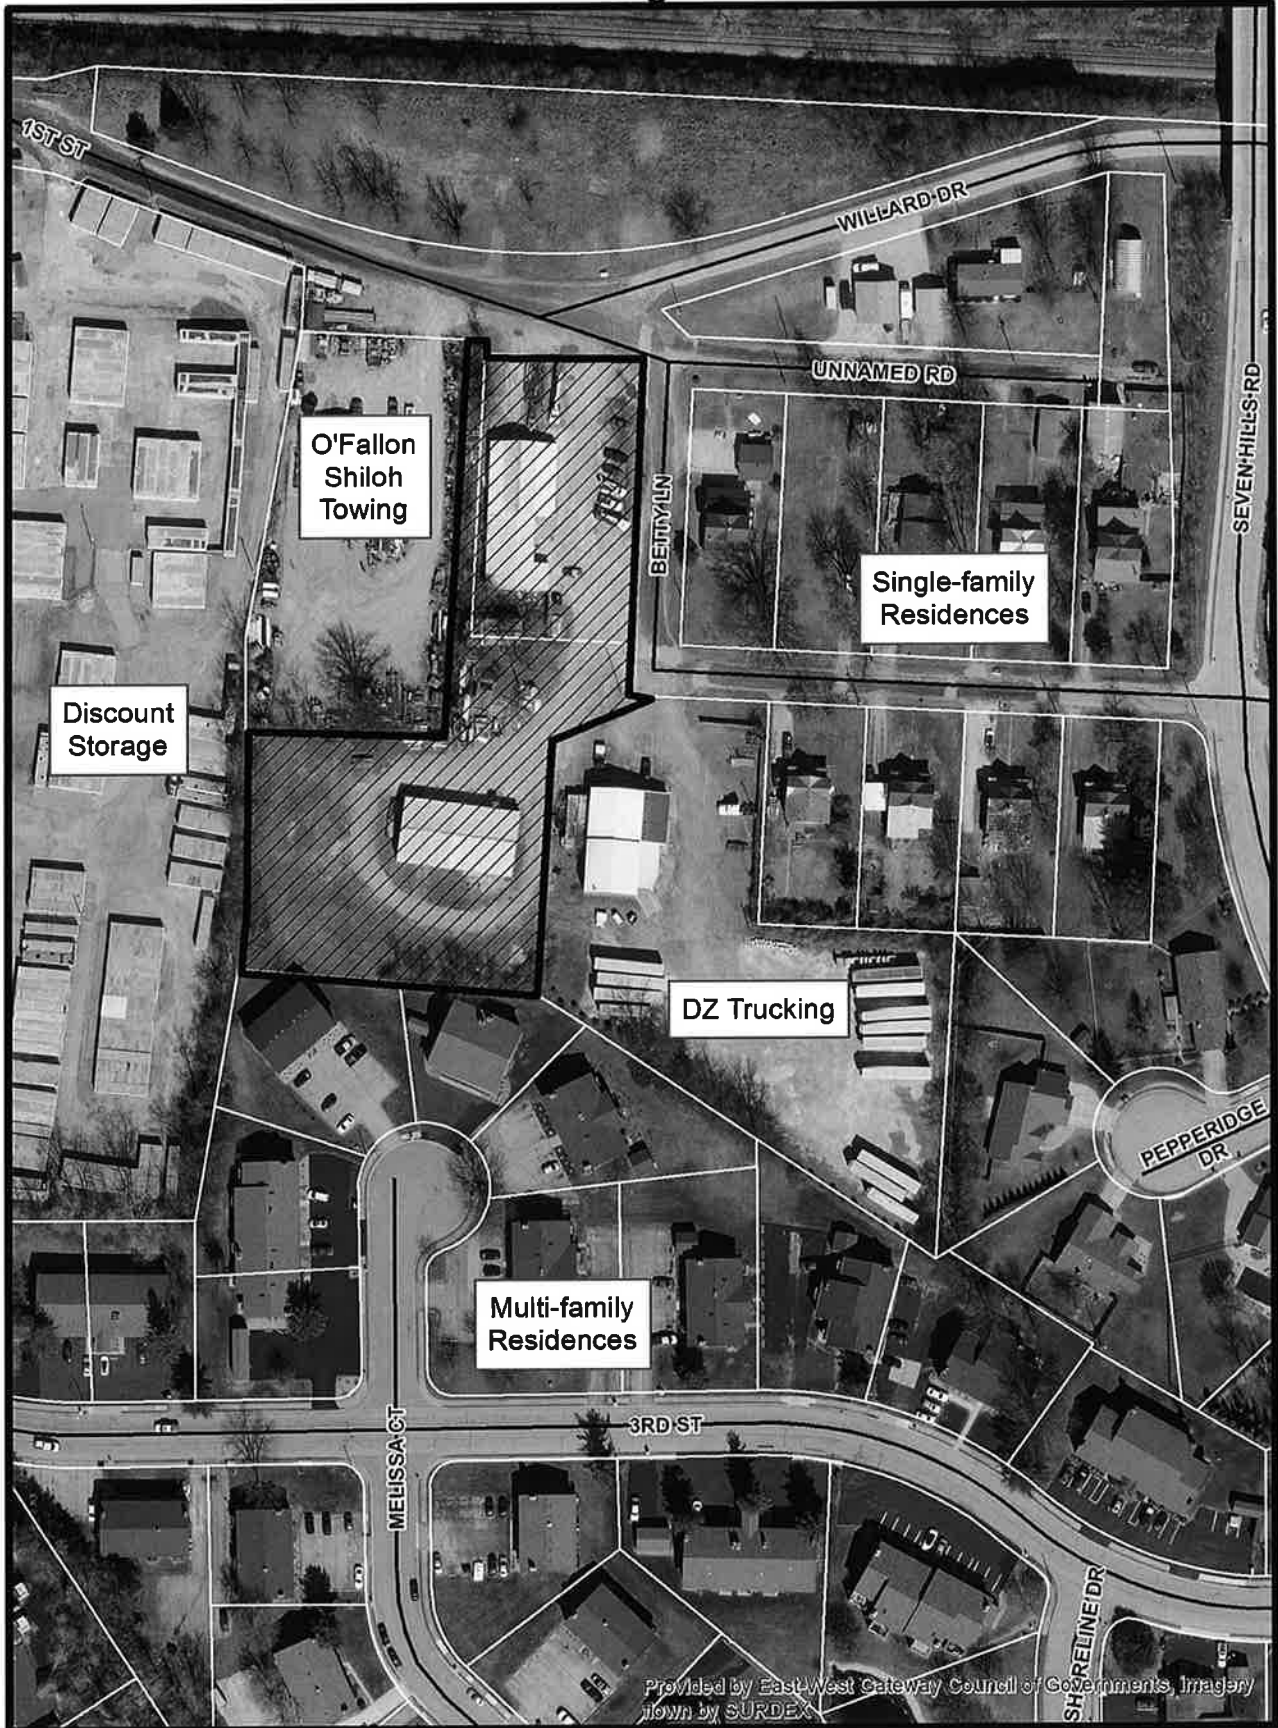 1ST ST
WILLARD DR
UNNAMED RD
SEVEN HILLS RD
O'Fallon
Shiloh
Towing
BETTY LN
Single-family
Residences
Discount
Storage
DZ Trucking
PEPPERIDGE
DR
Multi-family
Residences
MELISSA CT
3RD ST
SHORELINE DR
Provided by East-West Gateway Council of Governments, imagery
flown by SURDEX